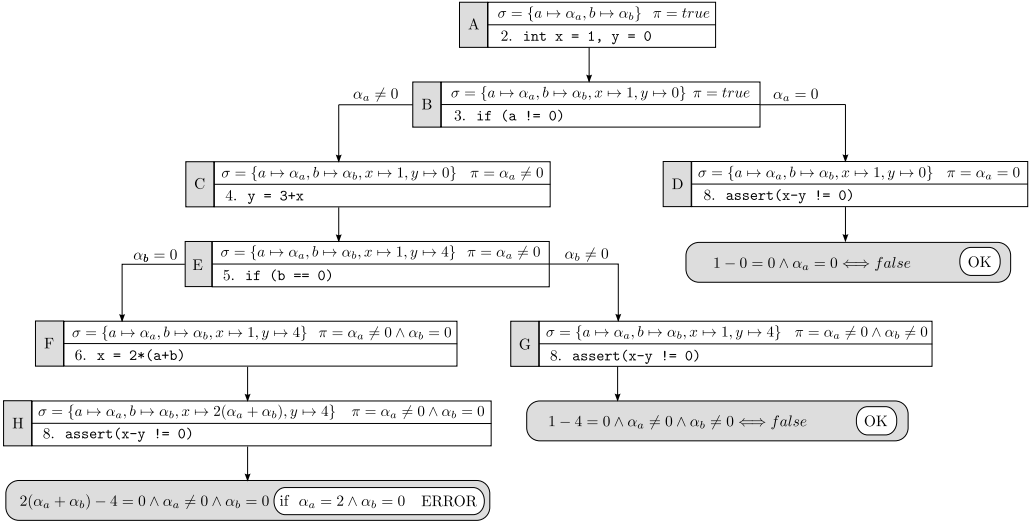 A
σ = {a ↦ α_a, b ↦ α_b} π = true
2. int x = 1, y = 0
α_a ≠ 0
B
σ = {a ↦ α_a, b ↦ α_b, x ↦ 1, y ↦ 0} π = true
3. if (a != 0)
α_a = 0
C
σ = {a ↦ α_a, b ↦ α_b, x ↦ 1, y ↦ 0} π = α_a ≠ 0
4. y = 3+x
D
σ = {a ↦ α_a, b ↦ α_b, x ↦ 1, y ↦ 0} π = α_a = 0
8. assert(x-y != 0)
α_b = 0
E
σ = {a ↦ α_a, b ↦ α_b, x ↦ 1, y ↦ 4} π = α_a ≠ 0
5. if (b == 0)
α_b ≠ 0
1 − 0 = 0 ∧ α_a = 0 ⟺ false OK
F
σ = {a ↦ α_a, b ↦ α_b, x ↦ 1, y ↦ 4} π = α_a ≠ 0 ∧ α_b = 0
6. x = 2*(a+b)
G
σ = {a ↦ α_a, b ↦ α_b, x ↦ 1, y ↦ 4} π = α_a ≠ 0 ∧ α_b ≠ 0
8. assert(x-y != 0)
H
σ = {a ↦ α_a, b ↦ α_b, x ↦ 2(α_a + α_b), y ↦ 4} π = α_a ≠ 0 ∧ α_b = 0
8. assert(x-y != 0)
1 − 4 = 0 ∧ α_a ≠ 0 ∧ α_b ≠ 0 ⟺ false OK
2(α_a + α_b) − 4 = 0 ∧ α_a ≠ 0 ∧ α_b = 0 if α_a = 2 ∧ α_b = 0 ERROR